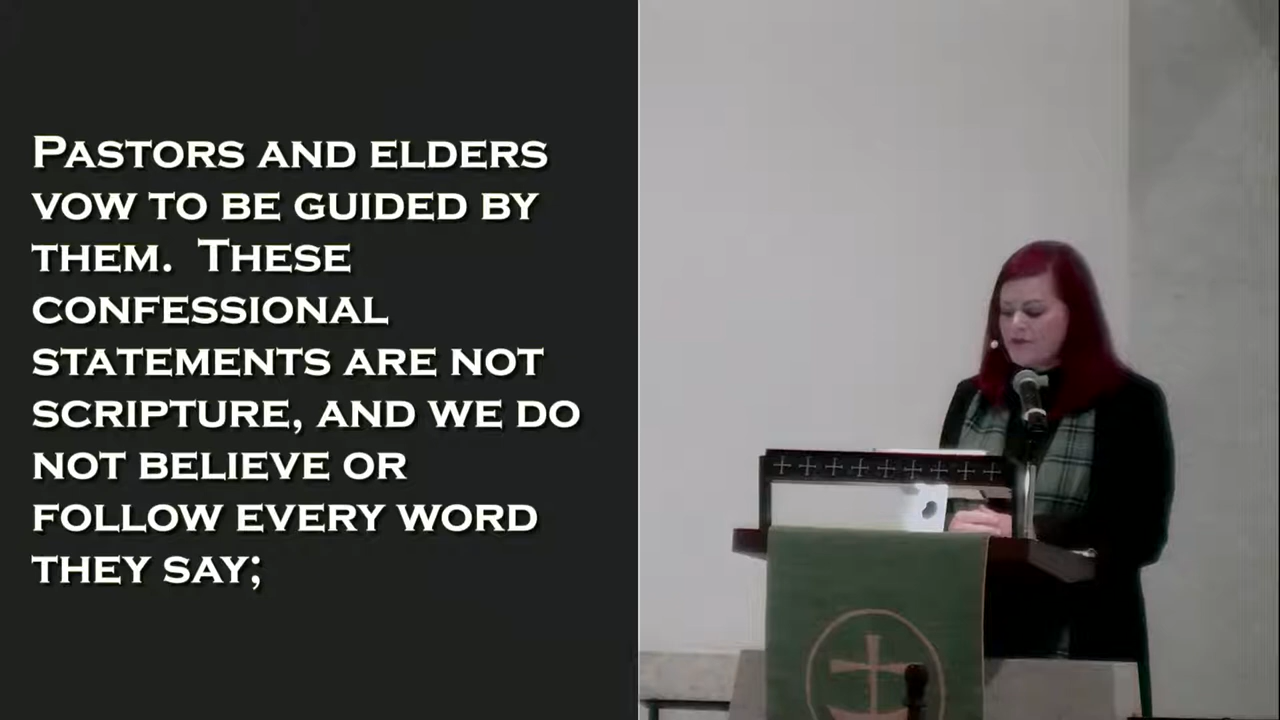 Pastors and elders
vow to be guided by
them.  These
confessional
statements are not
scripture, and we do
not believe or
follow every word
they say;